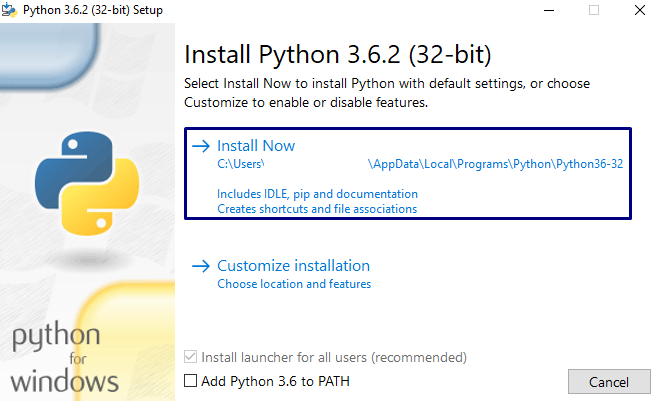 Python 3.6.2 (32-bit) Setup
Install Python 3.6.2 (32-bit)
Select Install Now to install Python with default settings, or choose
Customize to enable or disable features.
Install Now
C:\Users\ \AppData\Local\Programs\Python\Python36-32
Includes IDLE, pip and documentation
Creates shortcuts and file associations
Customize installation
Choose location and features
python
for
windows
Install launcher for all users (recommended)
Add Python 3.6 to PATH
Cancel